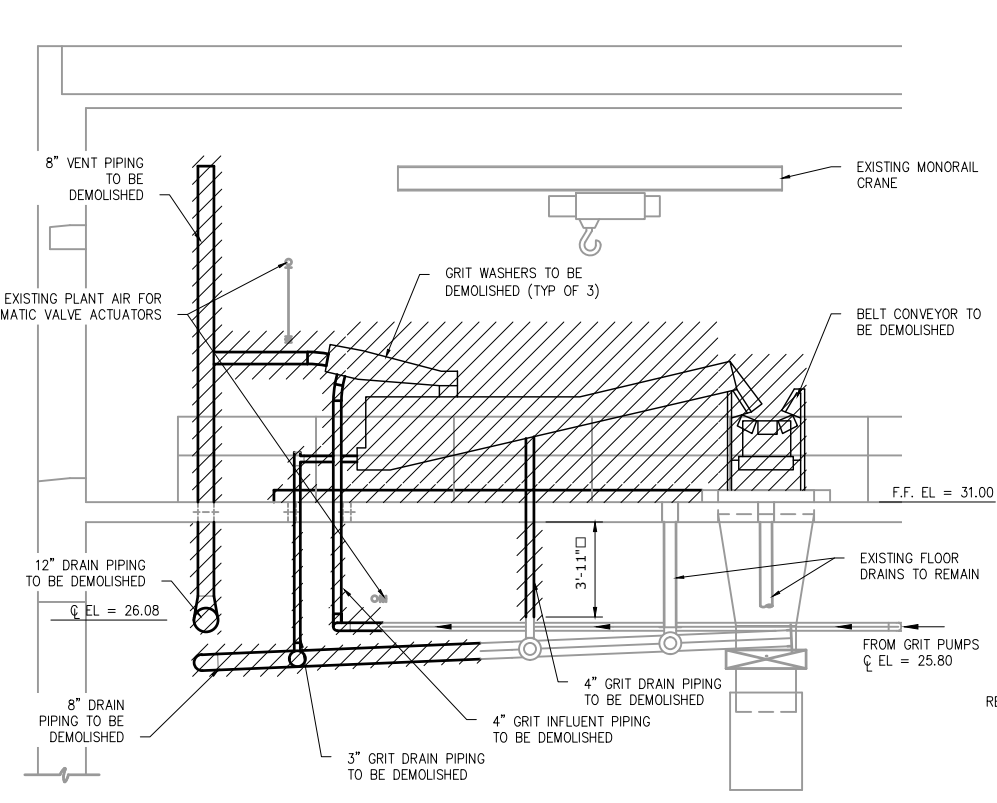 8” VENT PIPING
TO BE
DEMOLISHED
EXISTING MONORAIL
CRANE
GRIT WASHERS TO BE
DEMOLISHED (TYP OF 3)
EXISTING PLANT AIR FOR
MATIC VALVE ACTUATORS
BELT CONVEYOR TO
BE DEMOLISHED
F.F. EL = 31.00
3'-11"□
12” DRAIN PIPING
TO BE DEMOLISHED
℄ EL = 26.08
EXISTING FLOOR
DRAINS TO REMAIN
FROM GRIT PUMPS
℄ EL = 25.80
4” GRIT DRAIN PIPING
TO BE DEMOLISHED
8” DRAIN
PIPING TO BE
DEMOLISHED
4” GRIT INFLUENT PIPING
TO BE DEMOLISHED
3” GRIT DRAIN PIPING
TO BE DEMOLISHED